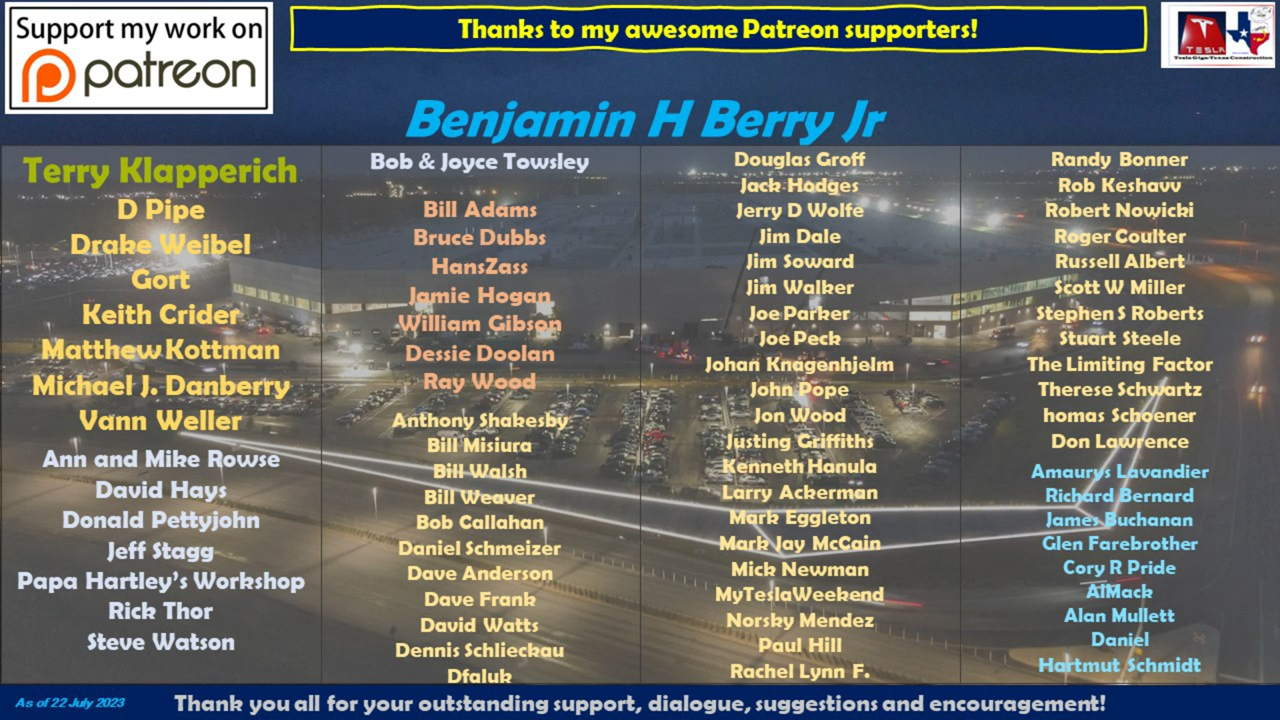 Support my work on
patreon
Thanks to my awesome Patreon supporters!
TESLA
Tesla Giga Texas Construction
Benjamin H Berry Jr
Terry Klapperich
D Pipe
Drake Weibel
Gort
Keith Crider
Matthew Kottman
Michael J. Danberry
Vann Weller
Ann and Mike Rowse
David Hays
Donald Pettyjohn
Jeff Stagg
Papa Hartley's Workshop
Rick Thor
Steve Watson
Bob & Joyce Towsley
Bill Adams
Bruce Dubbs
HansZass
Jamie Hogan
William Gibson
Dessie Doolan
Ray Wood
Anthony Shakesby
Bill Misiura
Bill Walsh
Bill Weaver
Bob Callahan
Daniel Schmeizer
Dave Anderson
Dave Frank
David Watts
Dennis Schlieckau
Dfaluk
Douglas Groff
Jack Hodges
Jerry D Wolfe
Jim Dale
Jim Soward
Jim Walker
Joe Parker
Joe Peck
Johan Knagenhjelm
John Pope
Jon Wood
Justing Griffiths
Kenneth Hanula
Larry Ackerman
Mark Eggleton
Mark Jay McCain
Mick Newman
MyTeslaWeekend
Norsky Mendez
Paul Hill
Rachel Lynn F.
Randy Bonner
Rob Keshavv
Robert Nowicki
Roger Coulter
Russell Albert
Scott W Miller
Stephen S Roberts
Stuart Steele
The Limiting Factor
Therese Schwartz
homas Schoener
Don Lawrence
Amaurys Lavandier
Richard Bernard
James Buchanan
Glen Farebrother
Cory R Pride
AlMack
Alan Mullett
Daniel
Hartmut Schmidt
As of 22 July 2023
Thank you all for your outstanding support, dialogue, suggestions and encouragement!